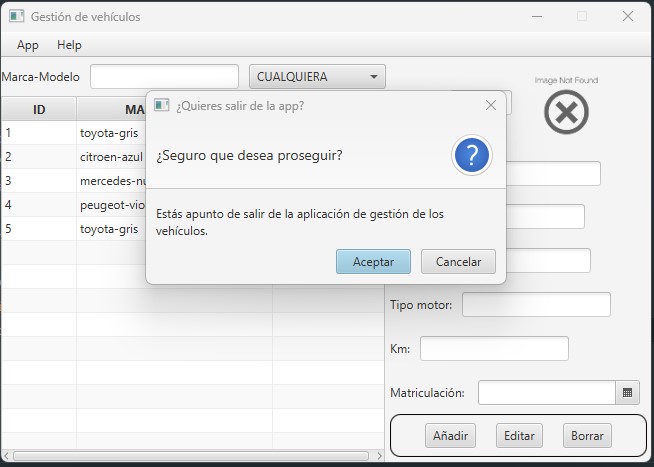 Gestión de vehículos
App Help
Marca-Modelo CUALQUIERA
Image Not Found
ID MA
1 toyota-gris
2 citroen-azul
3 mercedes-nu
4 peugeot-vio
5 toyota-gris
¿Quieres salir de la app?
¿Seguro que desea proseguir?
?
Estás apunto de salir de la aplicación de gestión de los
vehículos.
Aceptar Cancelar
Tipo motor:
Km:
Matriculación:
Añadir Editar Borrar